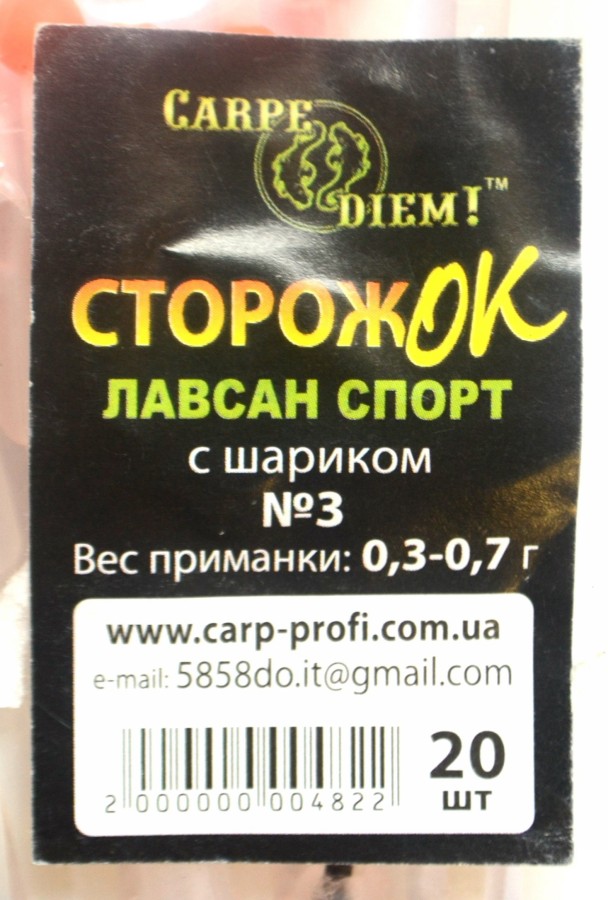 CARPE
DIEM!™
СТОРОЖОК
ЛАВСАН СПОРТ
с шариком
№3
Вес приманки: 0,3-0,7 г
www.carp-profi.com.ua
e-mail: 5858do.it@gmail.com
20
шт
2 000000 004822